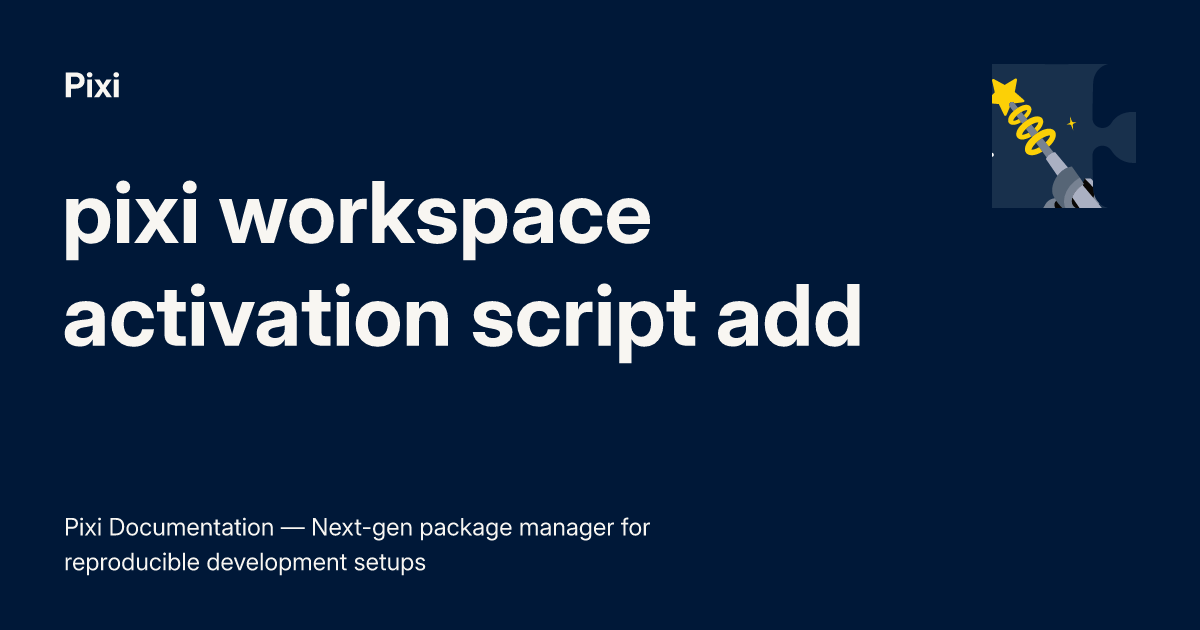 Pixi
pixi workspace
activation script add
Pixi Documentation — Next-gen package manager for
reproducible development setups